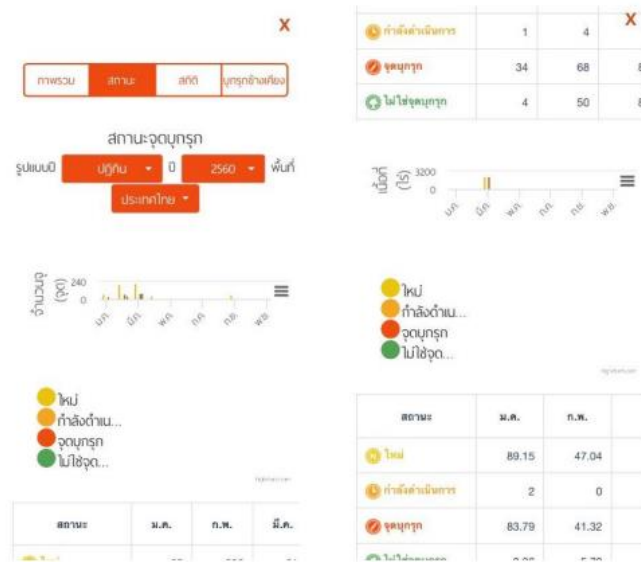 X
ภาพรวม สถานะ สถิติ บุกรุกข้างเคียง
สถานะจุดบุกรุก
รูปแบบปี ปฏิทิน ปี 2560 พื้นที่
ประเทศไทย
จำนวนจุ
(จุด)
240
0
ม.ค. มี.ค. พ.ค. ก.ค. ก.ย. พ.ย.
ใหม่
กำลังดำเน...
จุดบุกรุก
ไม่ใช่จุด...
สถานะ ม.ค. ก.พ. มี.ค.
X
กำลังดำเนินการ 1 4
จุดบุกรุก 34 68
ไม่ใช่จุดบุกรุก 4 50
เนื้อที่
(ไร่)
3200
0
ม.ค. มี.ค. พ.ค. ก.ค. ก.ย. พ.ย.
ใหม่
กำลังดำเน...
จุดบุกรุก
ไม่ใช่จุด...
สถานะ ม.ค. ก.พ.
ใหม่ 89.15 47.04
กำลังดำเนินการ 2 0
จุดบุกรุก 83.79 41.32